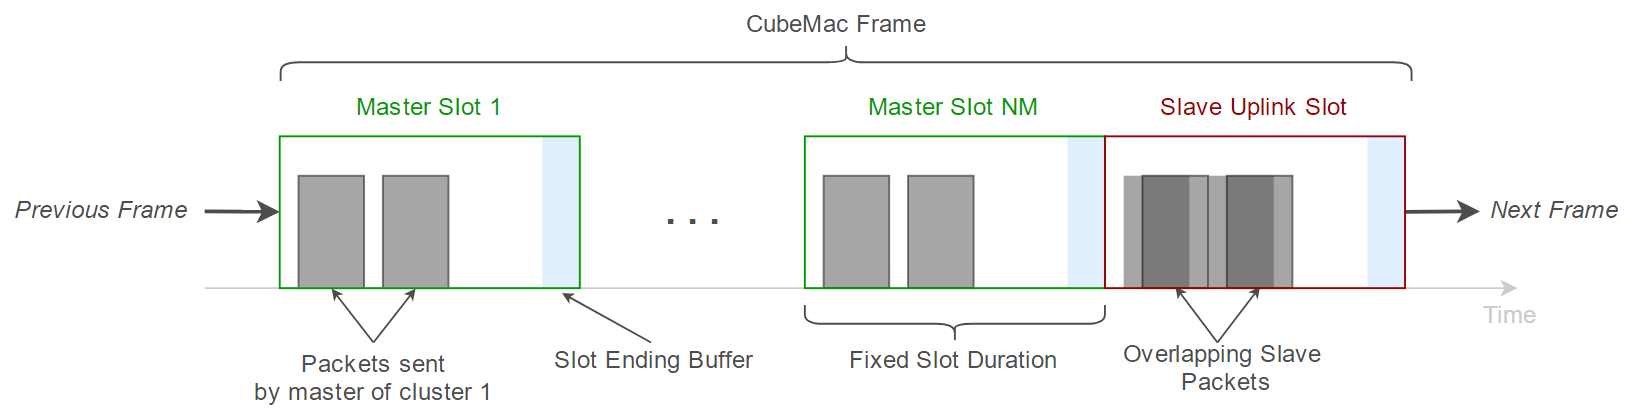 CubeMac Frame
Master Slot 1
Master Slot NM
Slave Uplink Slot
Previous Frame
. . .
Next Frame
Time
Packets sent
by master of cluster 1
Slot Ending Buffer
Fixed Slot Duration
Overlapping Slave
Packets